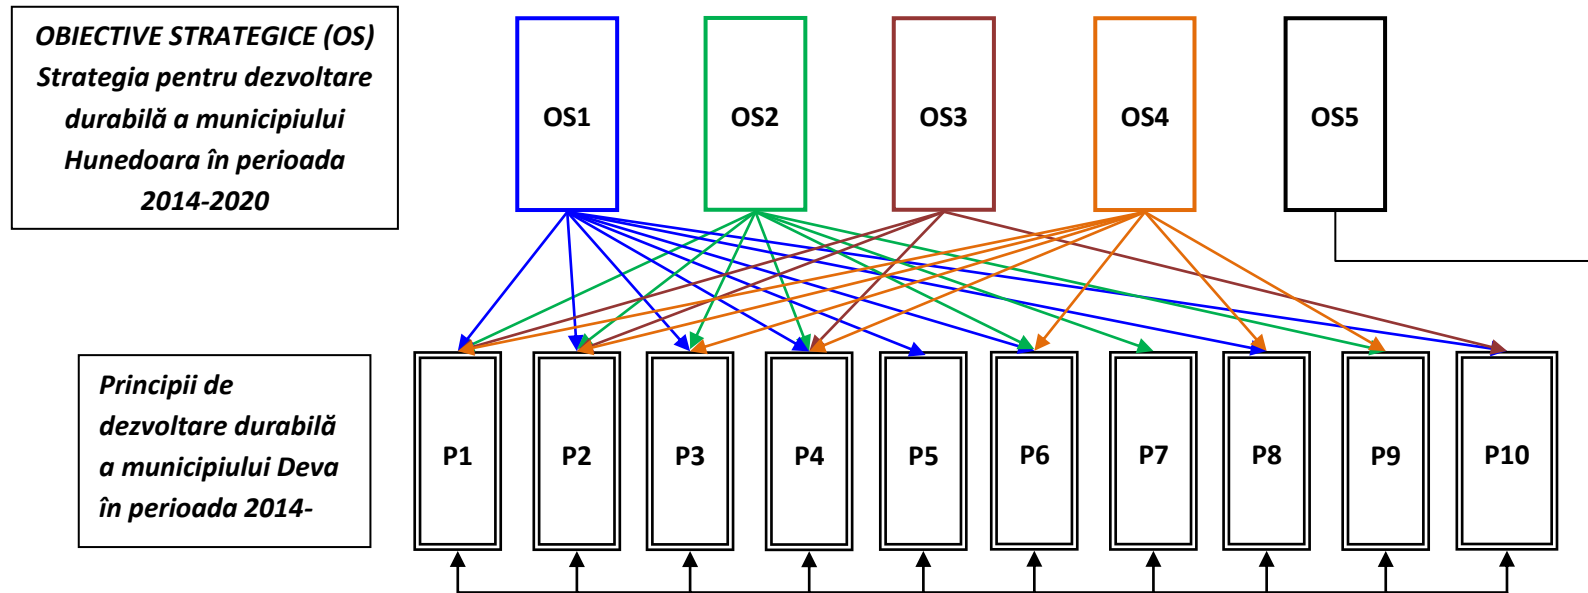 OBIECTIVE STRATEGICE (OS)
Strategia pentru dezvoltare
durabilă a municipiului
Hunedoara în perioada
2014-2020
OS1
OS2
OS3
OS4
OS5
Principii de
dezvoltare durabilă
a municipiului Deva
în perioada 2014-
P1
P2
P3
P4
P5
P6
P7
P8
P9
P10